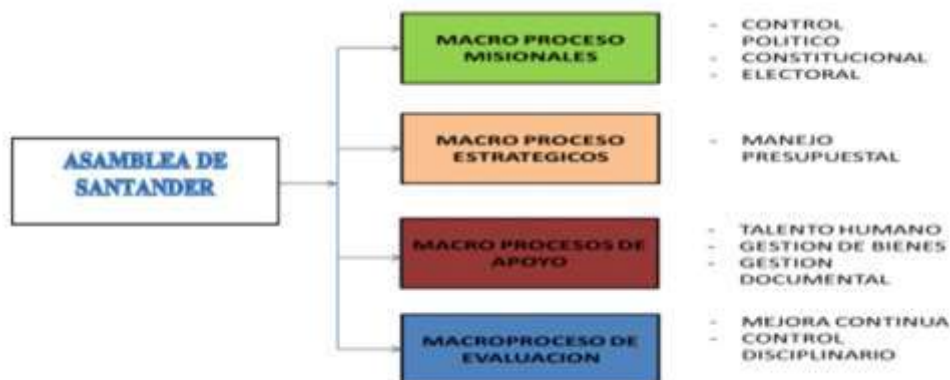 MACRO PROCESO
MISIONALES
- CONTROL
POLITICO
- CONSTITUCIONAL
- ELECTORAL
ASAMBLEA DE
SANTANDER
MACRO PROCESO
ESTRATEGICOS
- MANEJO
PRESUPUESTAL
MACRO PROCESOS DE
APOYO
- TALENTO HUMANO
- GESTION DE BIENES
- GESTION
DOCUMENTAL
MACROPROCESO DE
EVALUACION
- MEJORA CONTINUA
- CONTROL
DISCIPLINARIO